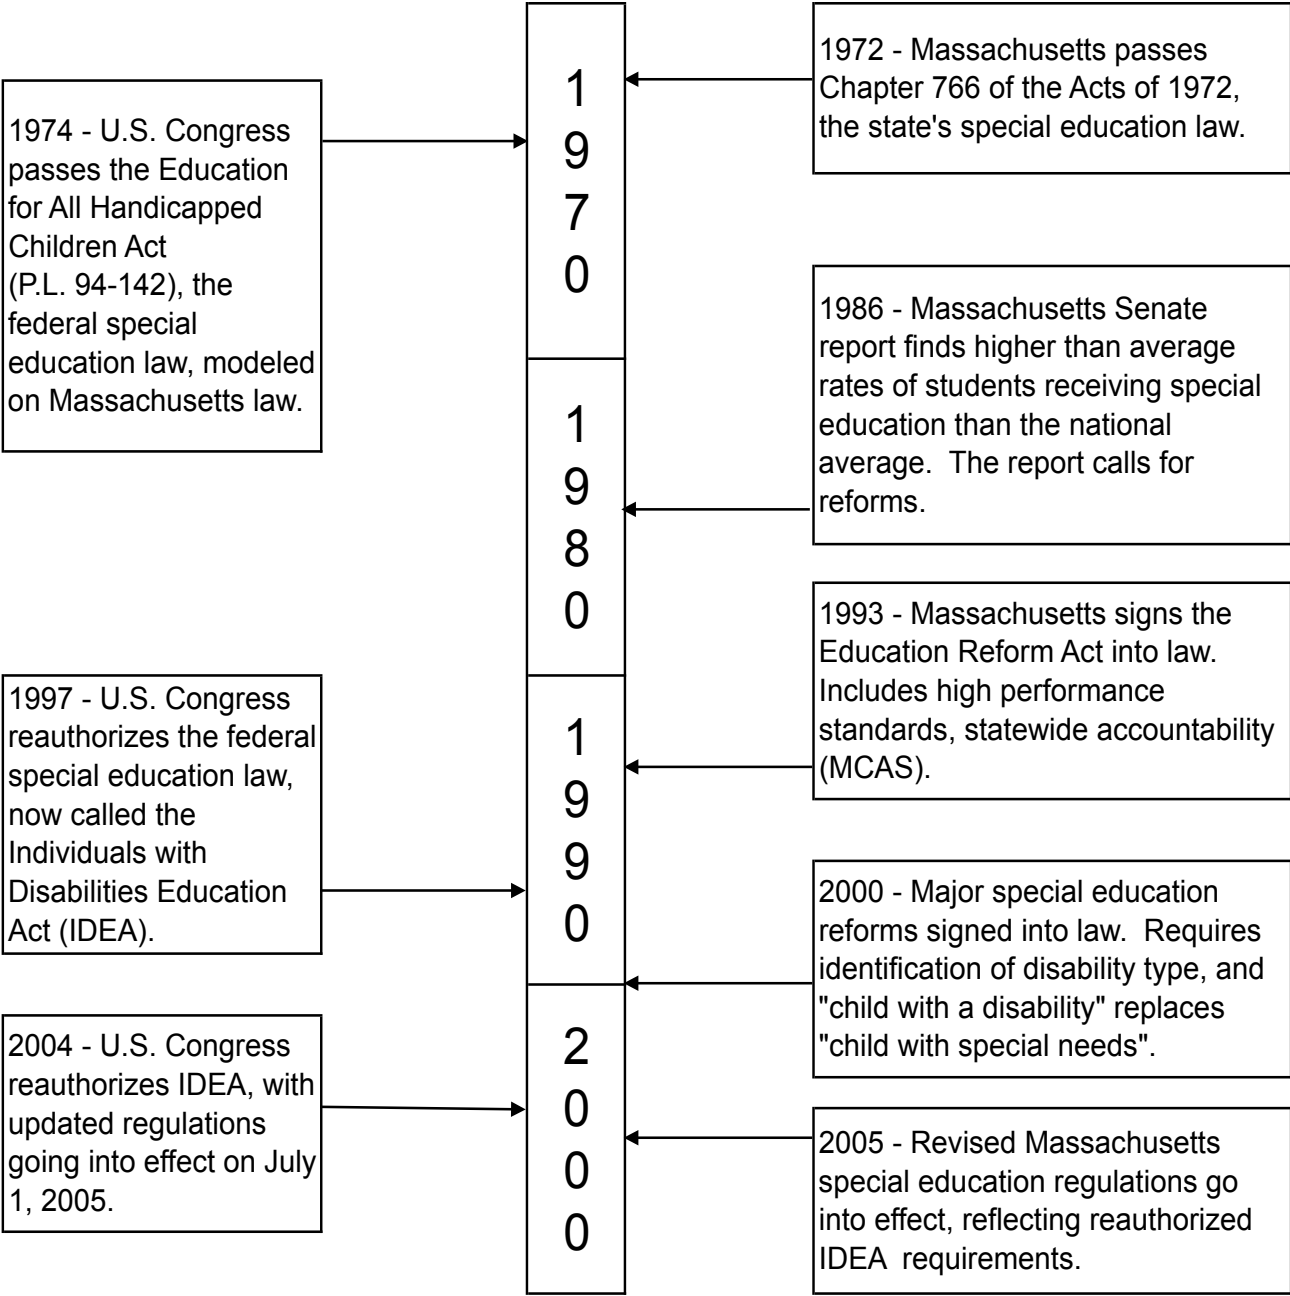 1974 - U.S. Congress
passes the Education
for All Handicapped
Children Act
(P.L. 94-142), the
federal special
education law, modeled
on Massachusetts law.
1997 - U.S. Congress
reauthorizes the federal
special education law,
now called the
Individuals with
Disabilities Education
Act (IDEA).
2004 - U.S. Congress
reauthorizes IDEA, with
updated regulations
going into effect on July
1, 2005.
1
9
7
0
1
9
8
0
1
9
9
0
2
0
0
0
1972 - Massachusetts passes
Chapter 766 of the Acts of 1972,
the state's special education law.
1986 - Massachusetts Senate
report finds higher than average
rates of students receiving special
education than the national
average.  The report calls for
reforms.
1993 - Massachusetts signs the
Education Reform Act into law.
Includes high performance
standards, statewide accountability
(MCAS).
2000 - Major special education
reforms signed into law.  Requires
identification of disability type, and
"child with a disability" replaces
"child with special needs".
2005 - Revised Massachusetts
special education regulations go
into effect, reflecting reauthorized
IDEA  requirements.